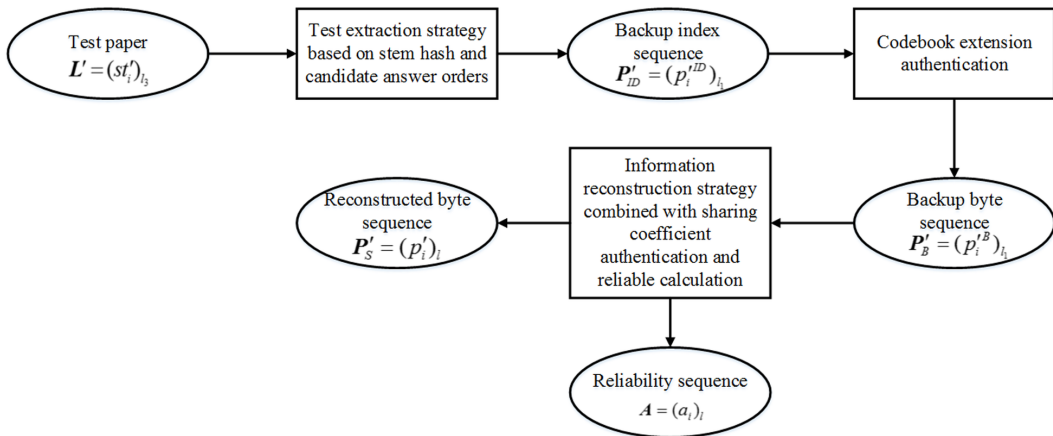 Test paper
L′ = (st′_i)_{l_3}
Test extraction strategy
based on stem hash and
candidate answer orders
Backup index
sequence
P′_{ID} = (p′_i^{ID})_{l_1}
Codebook extension
authentication
Information
reconstruction strategy
combined with sharing
coefficient
authentication and
reliable calculation
Reconstructed byte
sequence
P′_S = (p′_i)_l
Backup byte
sequence
P′_B = (p′_i^B)_{l_1}
Reliability sequence
A = (a_i)_l